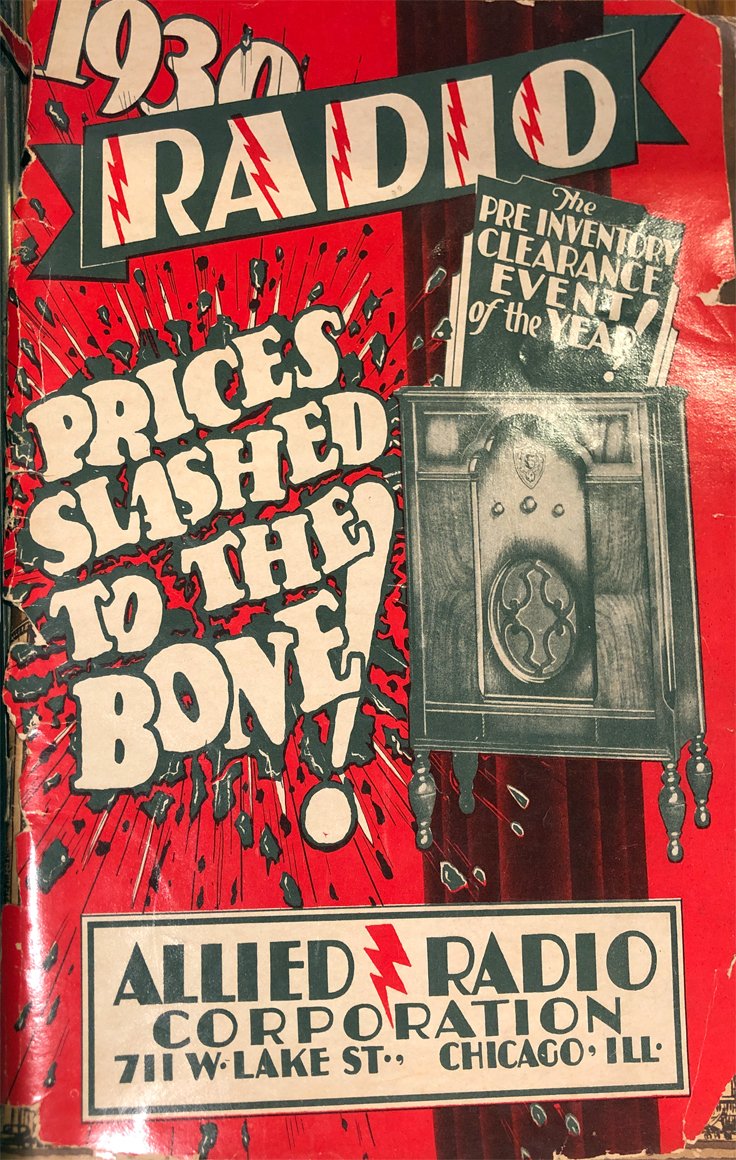 1930
RADIO
The
PRE INVENTORY
CLEARANCE
EVENT
of the YEAR!
PRICES
SLASHED
TO THE
BONE!
ALLIED RADIO
CORPORATION
711 W. LAKE ST., CHICAGO, ILL.